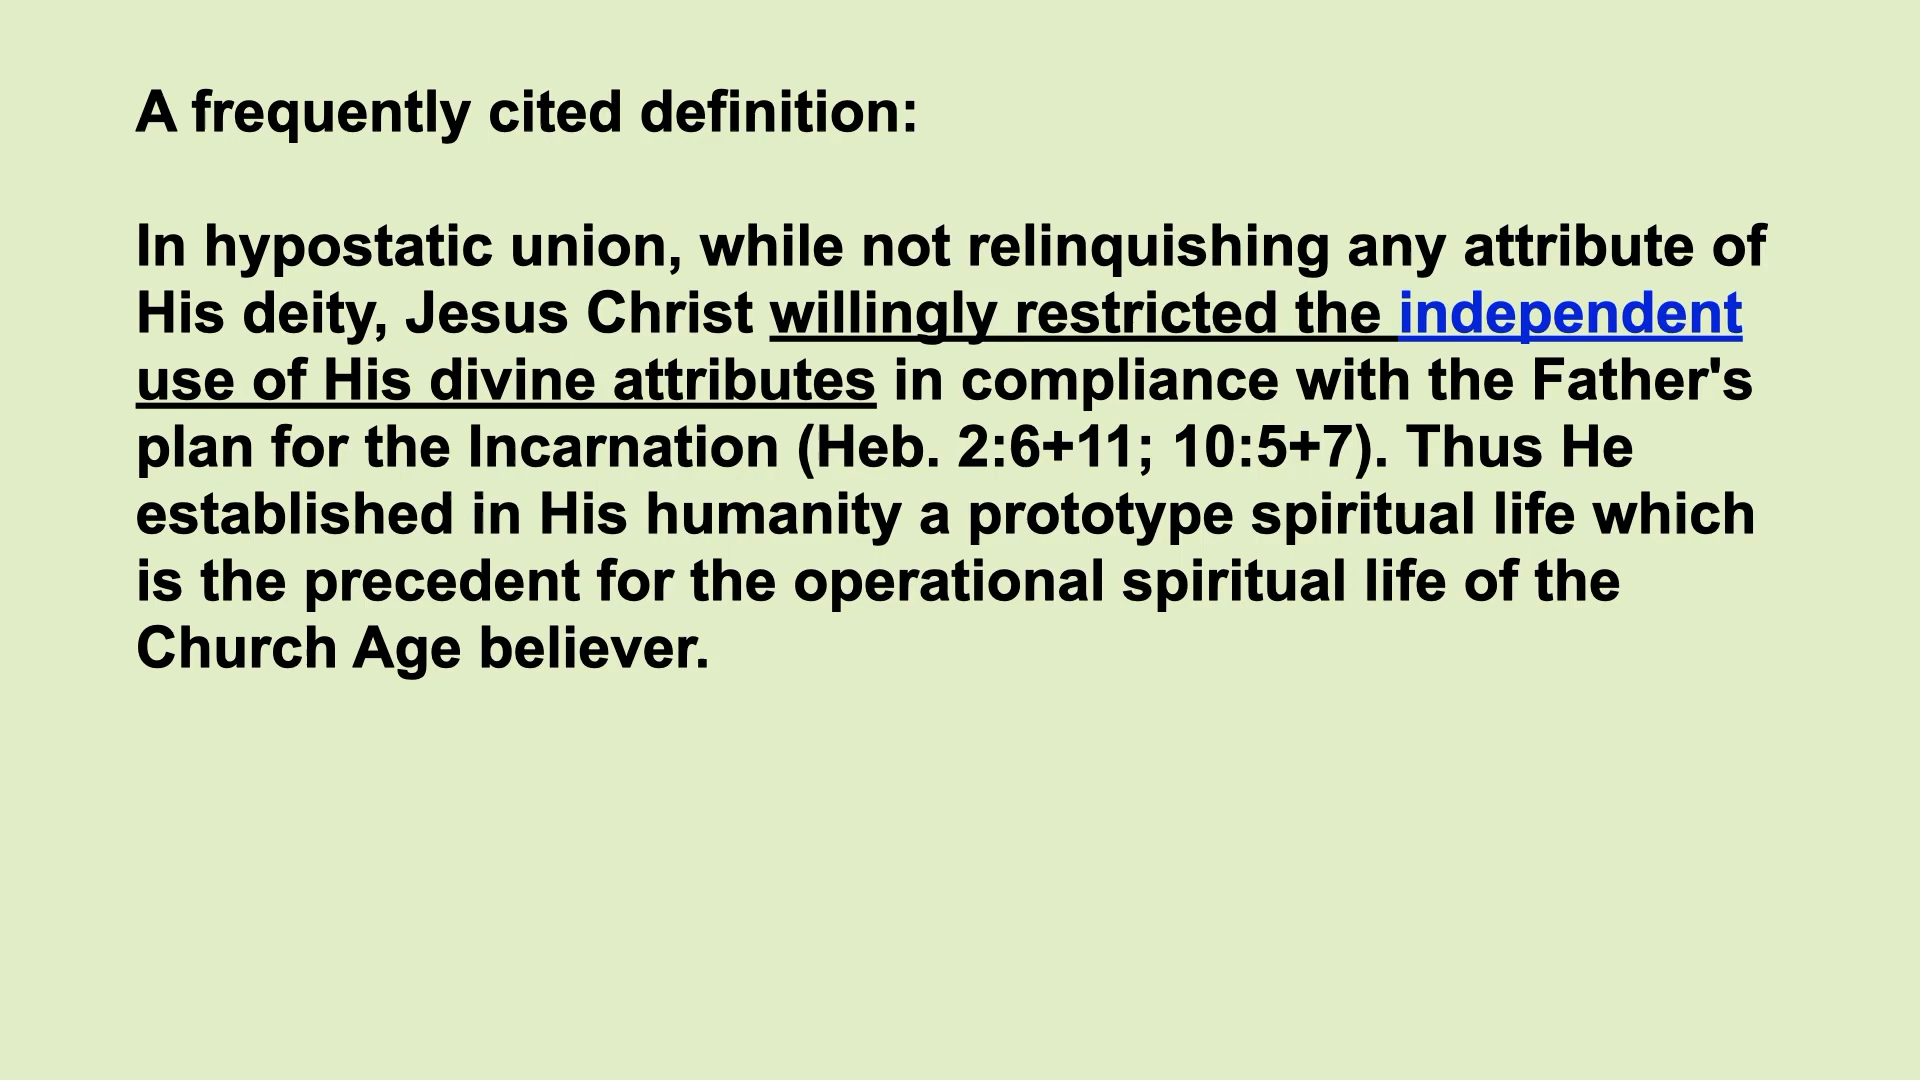 A frequently cited definition:
In hypostatic union, while not relinquishing any attribute of
His deity, Jesus Christ willingly restricted the independent
use of His divine attributes in compliance with the Father's
plan for the Incarnation (Heb. 2:6+11; 10:5+7). Thus He
established in His humanity a prototype spiritual life which
is the precedent for the operational spiritual life of the
Church Age believer.